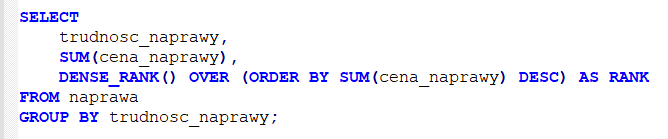 SELECT
trudnosc_naprawy,
SUM(cena_naprawy),
DENSE_RANK() OVER (ORDER BY SUM(cena_naprawy) DESC) AS RANK
FROM naprawa
GROUP BY trudnosc_naprawy;